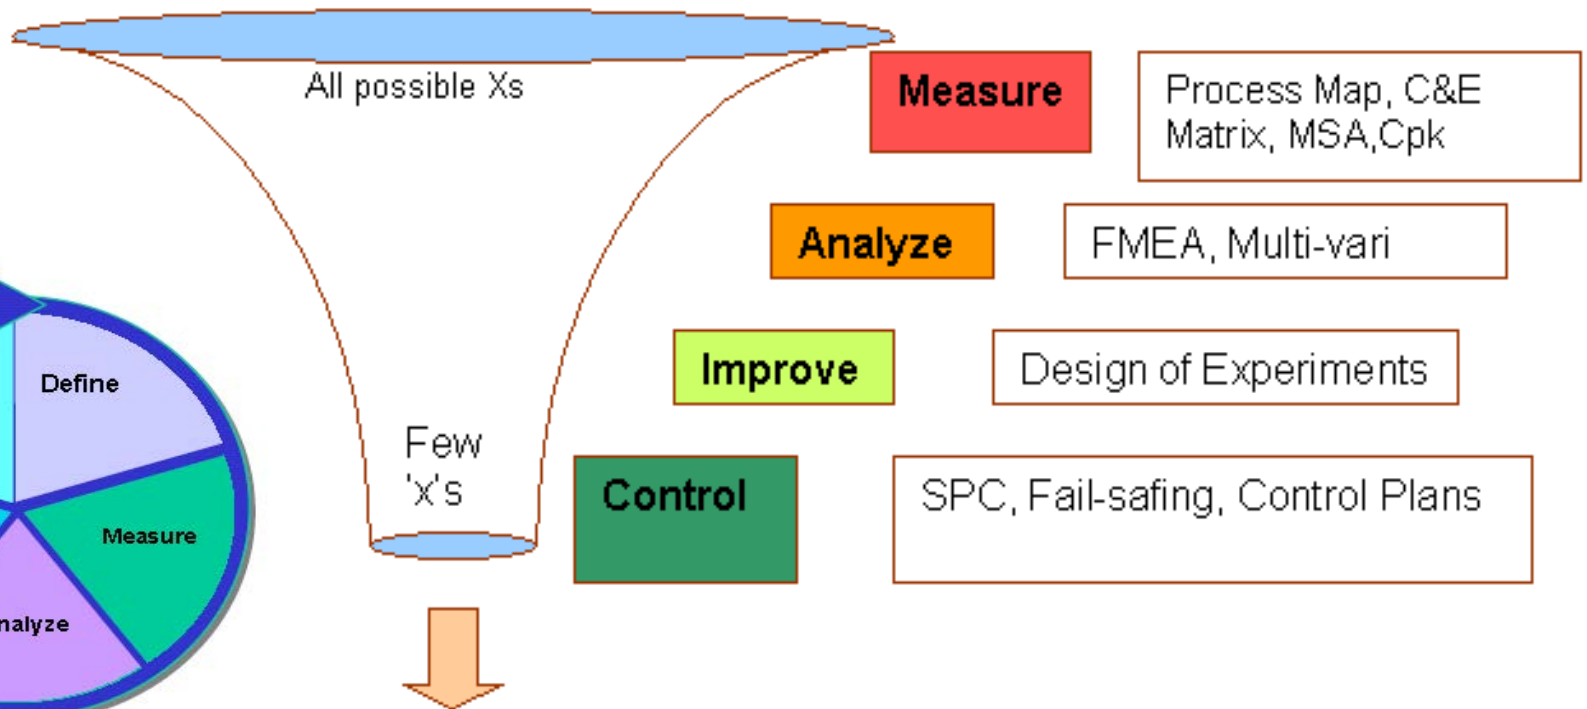 All possible Xs
Measure
Process Map, C&E
Matrix, MSA,Cpk
Analyze
FMEA, Multi-vari
Define
Improve
Design of Experiments
Few
'x's
Control
SPC, Fail-safing, Control Plans
Measure
nalyze